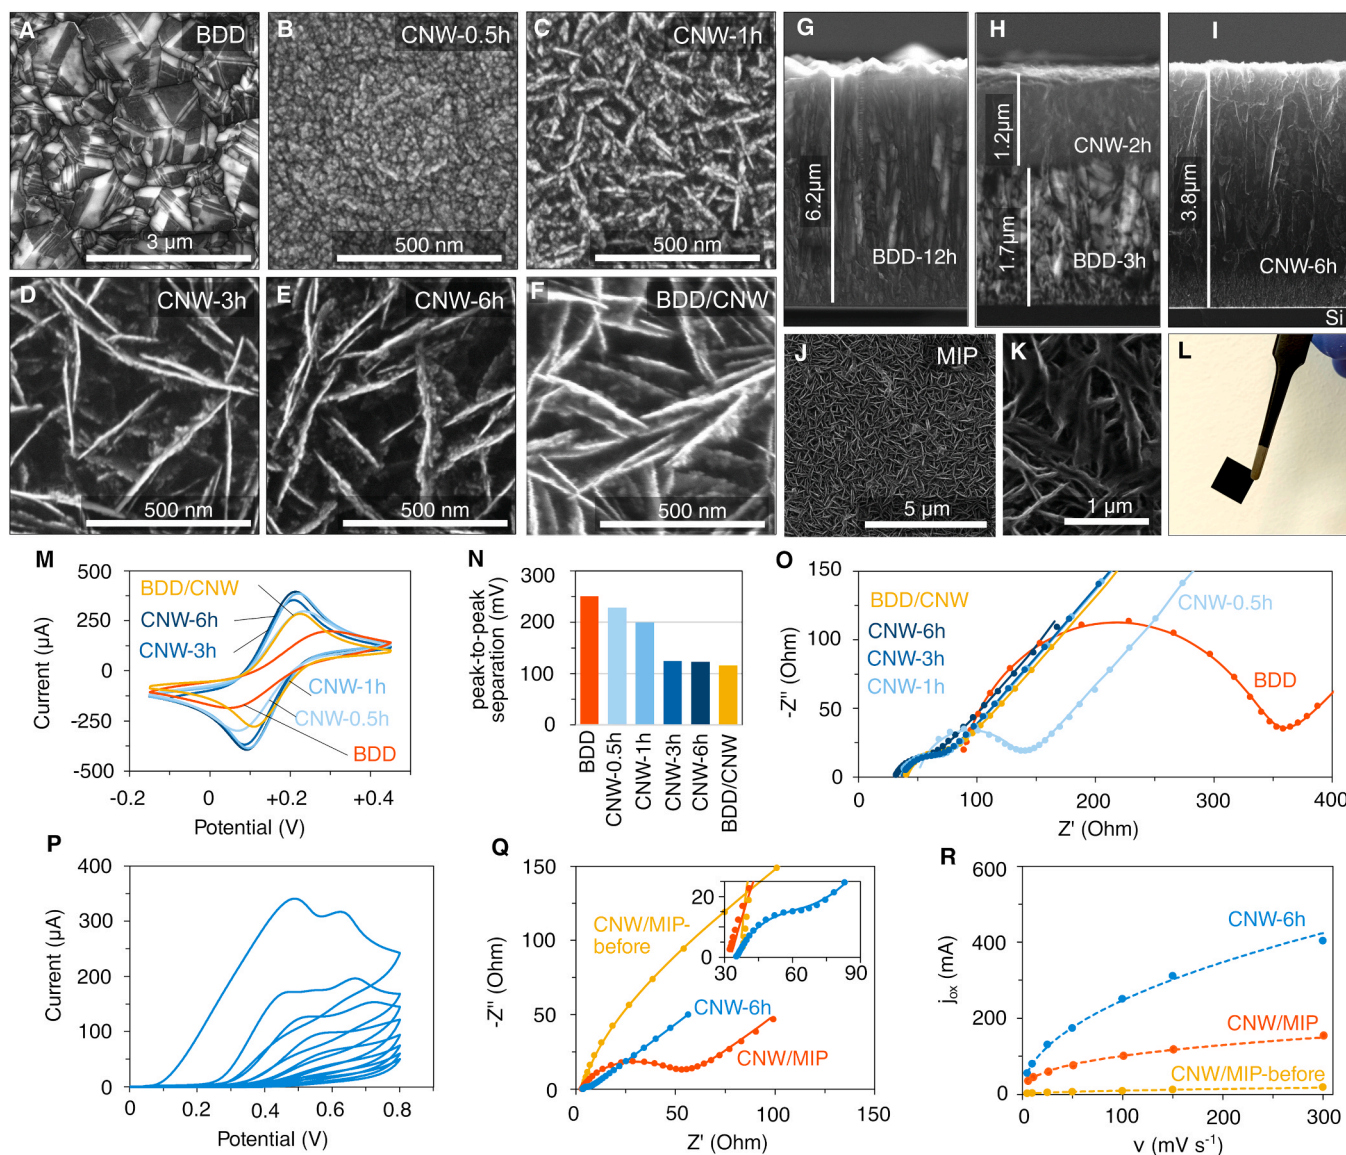 A
BDD
3 µm
B
CNW-0.5h
500 nm
C
CNW-1h
500 nm
D
CNW-3h
500 nm
E
CNW-6h
500 nm
F
BDD/CNW
500 nm
G
6.2µm
BDD-12h
H
1.2µm
CNW-2h
1.7µm
BDD-3h
I
3.8µm
CNW-6h
Si
J
MIP
5 µm
K
1 µm
L
M
500
250
0
-250
-500
Current (µA)
BDD/CNW
CNW-6h
CNW-3h
CNW-1h
CNW-0.5h
BDD
-0.2
0
+0.2
+0.4
Potential (V)
N
300
200
100
0
peak-to-peak
separation (mV)
BDD
CNW-0.5h
CNW-1h
CNW-3h
CNW-6h
BDD/CNW
O
150
100
50
0
-Z'' (Ohm)
BDD/CNW
CNW-6h
CNW-3h
CNW-1h
CNW-0.5h
BDD
0
100
200
300
400
Z' (Ohm)
P
400
300
200
100
0
Current (µA)
0
0.2
0.4
0.6
0.8
Potential (V)
Q
150
100
50
0
-Z'' (Ohm)
CNW/MIP-
before
20
0
30
60
90
CNW-6h
CNW/MIP
0
50
100
150
Z' (Ohm)
R
600
400
200
0
jox (mA)
CNW-6h
CNW/MIP
CNW/MIP-before
0
100
200
300
v (mV s⁻¹)